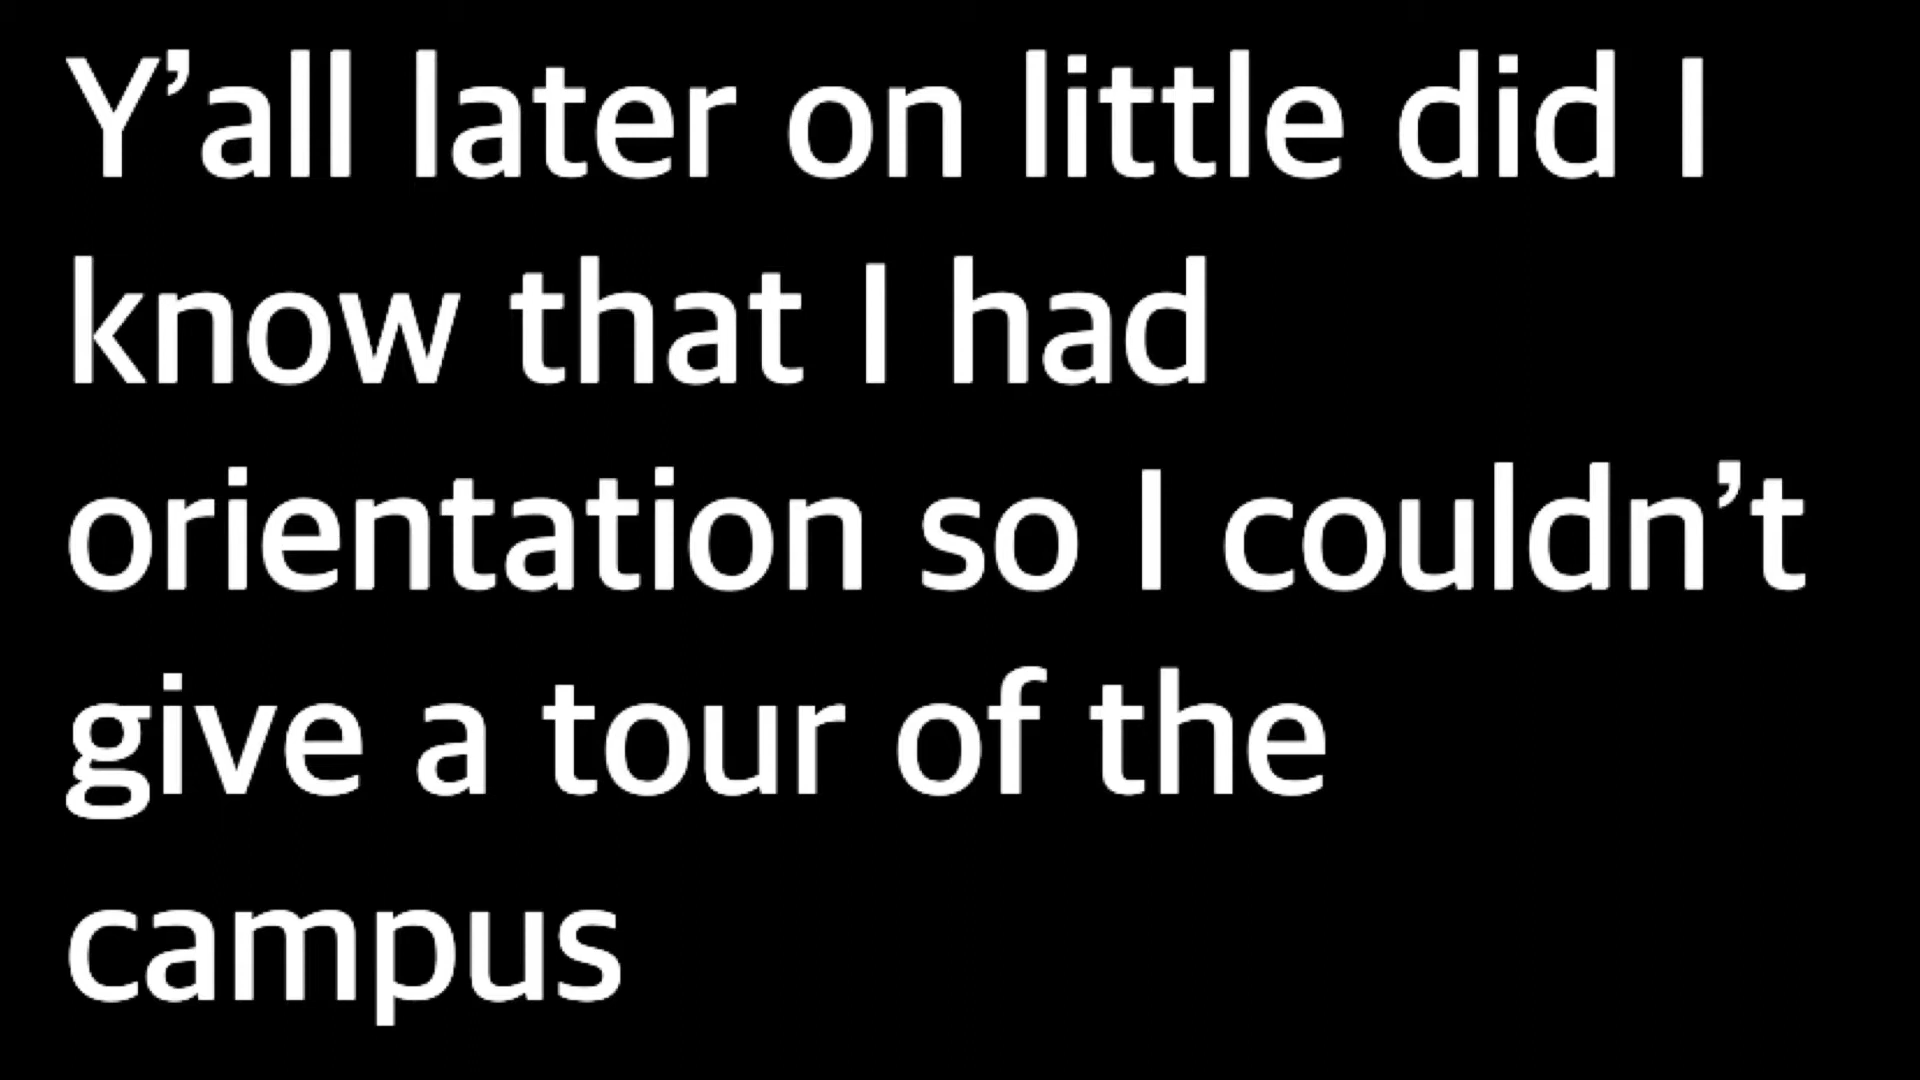 Y’all later on little did I
know that I had
orientation so I couldn’t
give a tour of the
campus